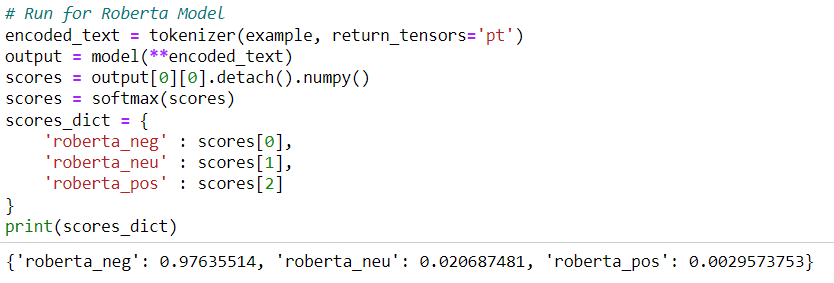 # Run for Roberta Model
encoded_text = tokenizer(example, return_tensors='pt')
output = model(**encoded_text)
scores = output[0][0].detach().numpy()
scores = softmax(scores)
scores_dict = {
    'roberta_neg' : scores[0],
    'roberta_neu' : scores[1],
    'roberta_pos' : scores[2]
}
print(scores_dict)
{'roberta_neg': 0.97635514, 'roberta_neu': 0.020687481, 'roberta_pos': 0.0029573753}